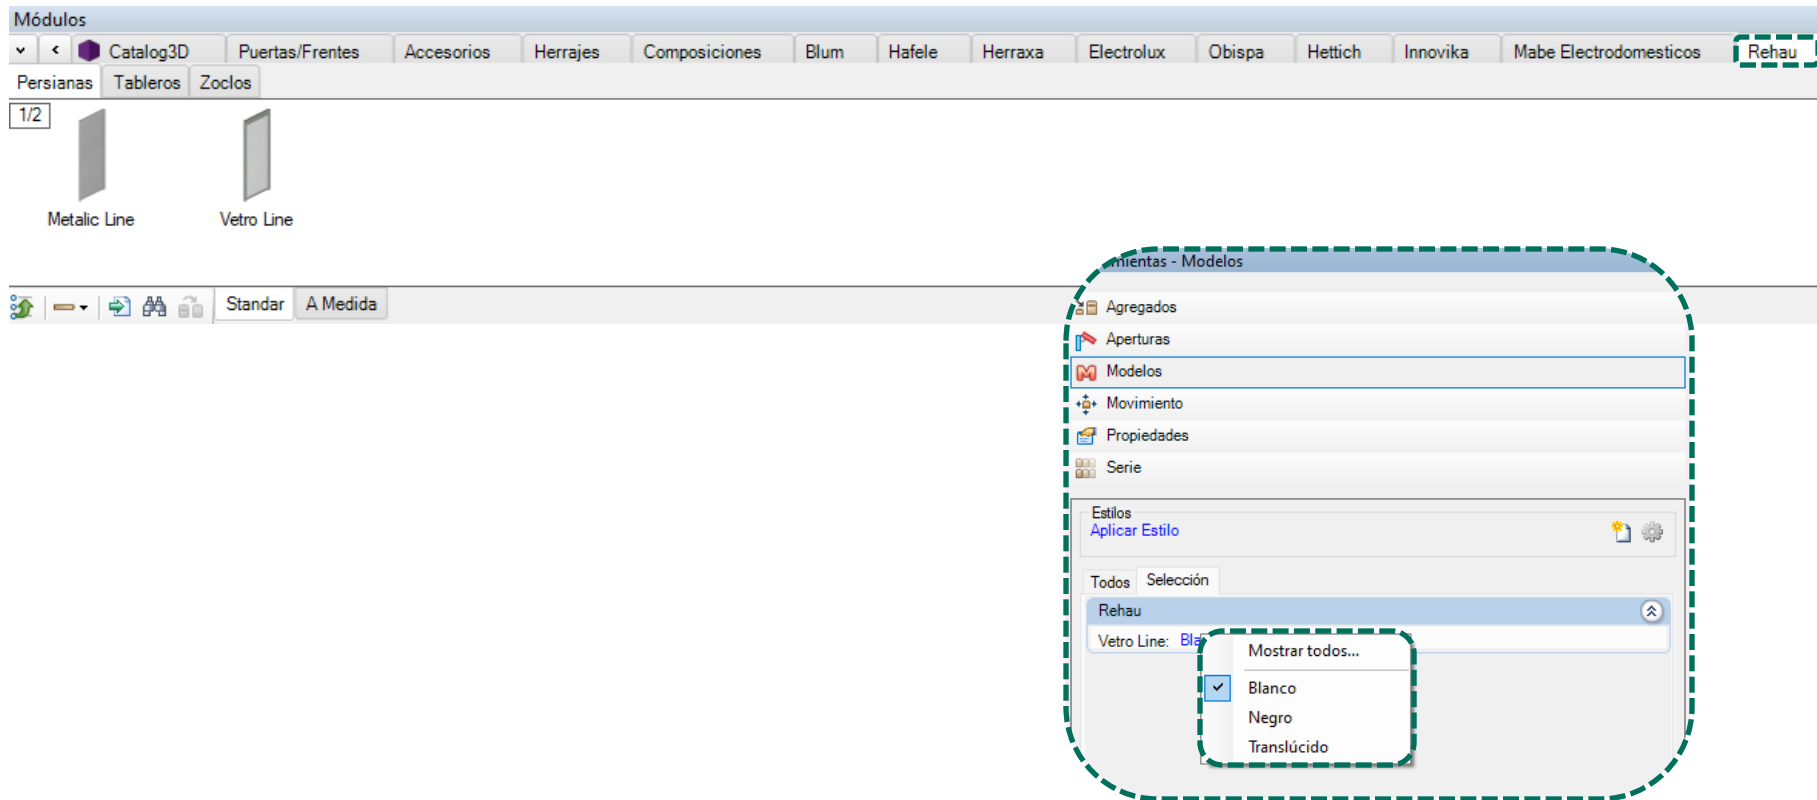 Módulos
Catalog3D Puertas/Frentes Accesorios Herrajes Composiciones Blum Hafele Herraxa Electrolux Obispa Hettich Innovika Mabe Electrodomesticos Rehau
Persianas Tableros Zoclos
1/2
Metalic Line Vetro Line
Standar A Medida
mientas - Modelos
Agregados
Aperturas
Modelos
Movimiento
Propiedades
Serie
Estilos
Aplicar Estilo
Todos Selección
Rehau
Vetro Line: Bla
Mostrar todos...
Blanco
Negro
Translúcido